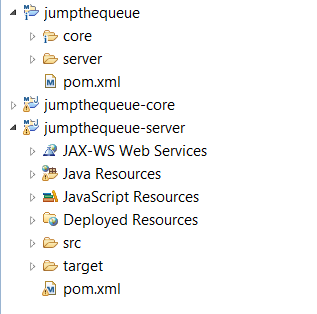 jumpthequeue
core
server
pom.xml
jumpthequeue-core
jumpthequeue-server
JAX-WS Web Services
Java Resources
JavaScript Resources
Deployed Resources
src
target
pom.xml